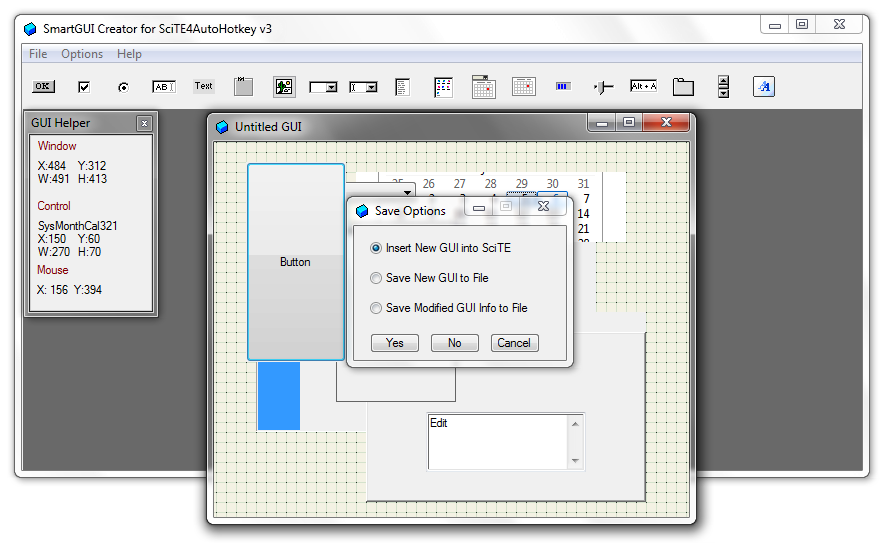 SmartGUI Creator for SciTE4AutoHotkey v3
File Options Help
OK
AB
Text
Alt + A
A
GUI Helper
Window
X:484 Y:312
W:491 H:413
Control
SysMonthCal321
X:150 Y:60
W:270 H:70
Mouse
X: 156 Y:394
Untitled GUI
25 26 27 28 29 30 31
7
14
21
Button
Save Options
Insert New GUI into SciTE
Save New GUI to File
Save Modified GUI Info to File
Yes No Cancel
Edit